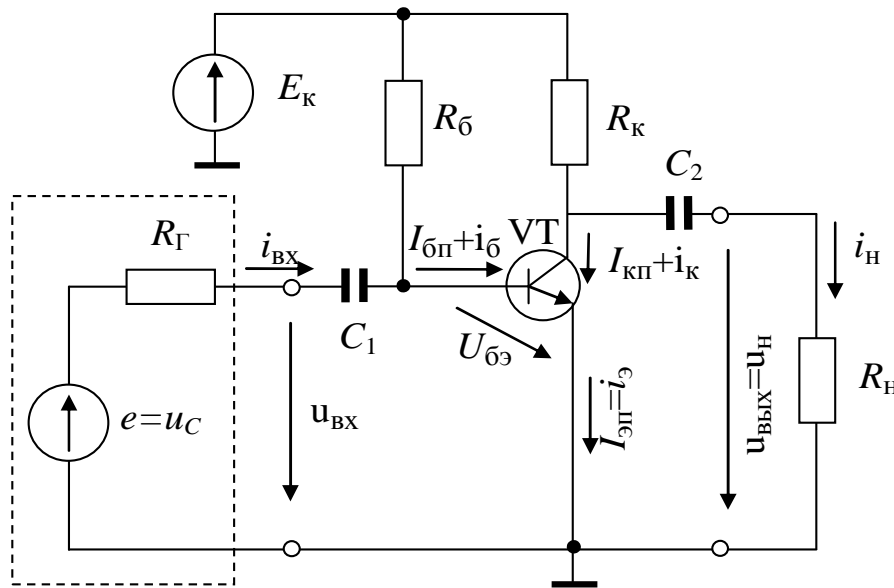 Eк
Rб
Rк
C2
RГ
iвх
Iбп+iб
VT
Iкп+iк
iн
C1
Uбэ
e=uC
uвх
Iэп=iэ
uвых=uн
Rн